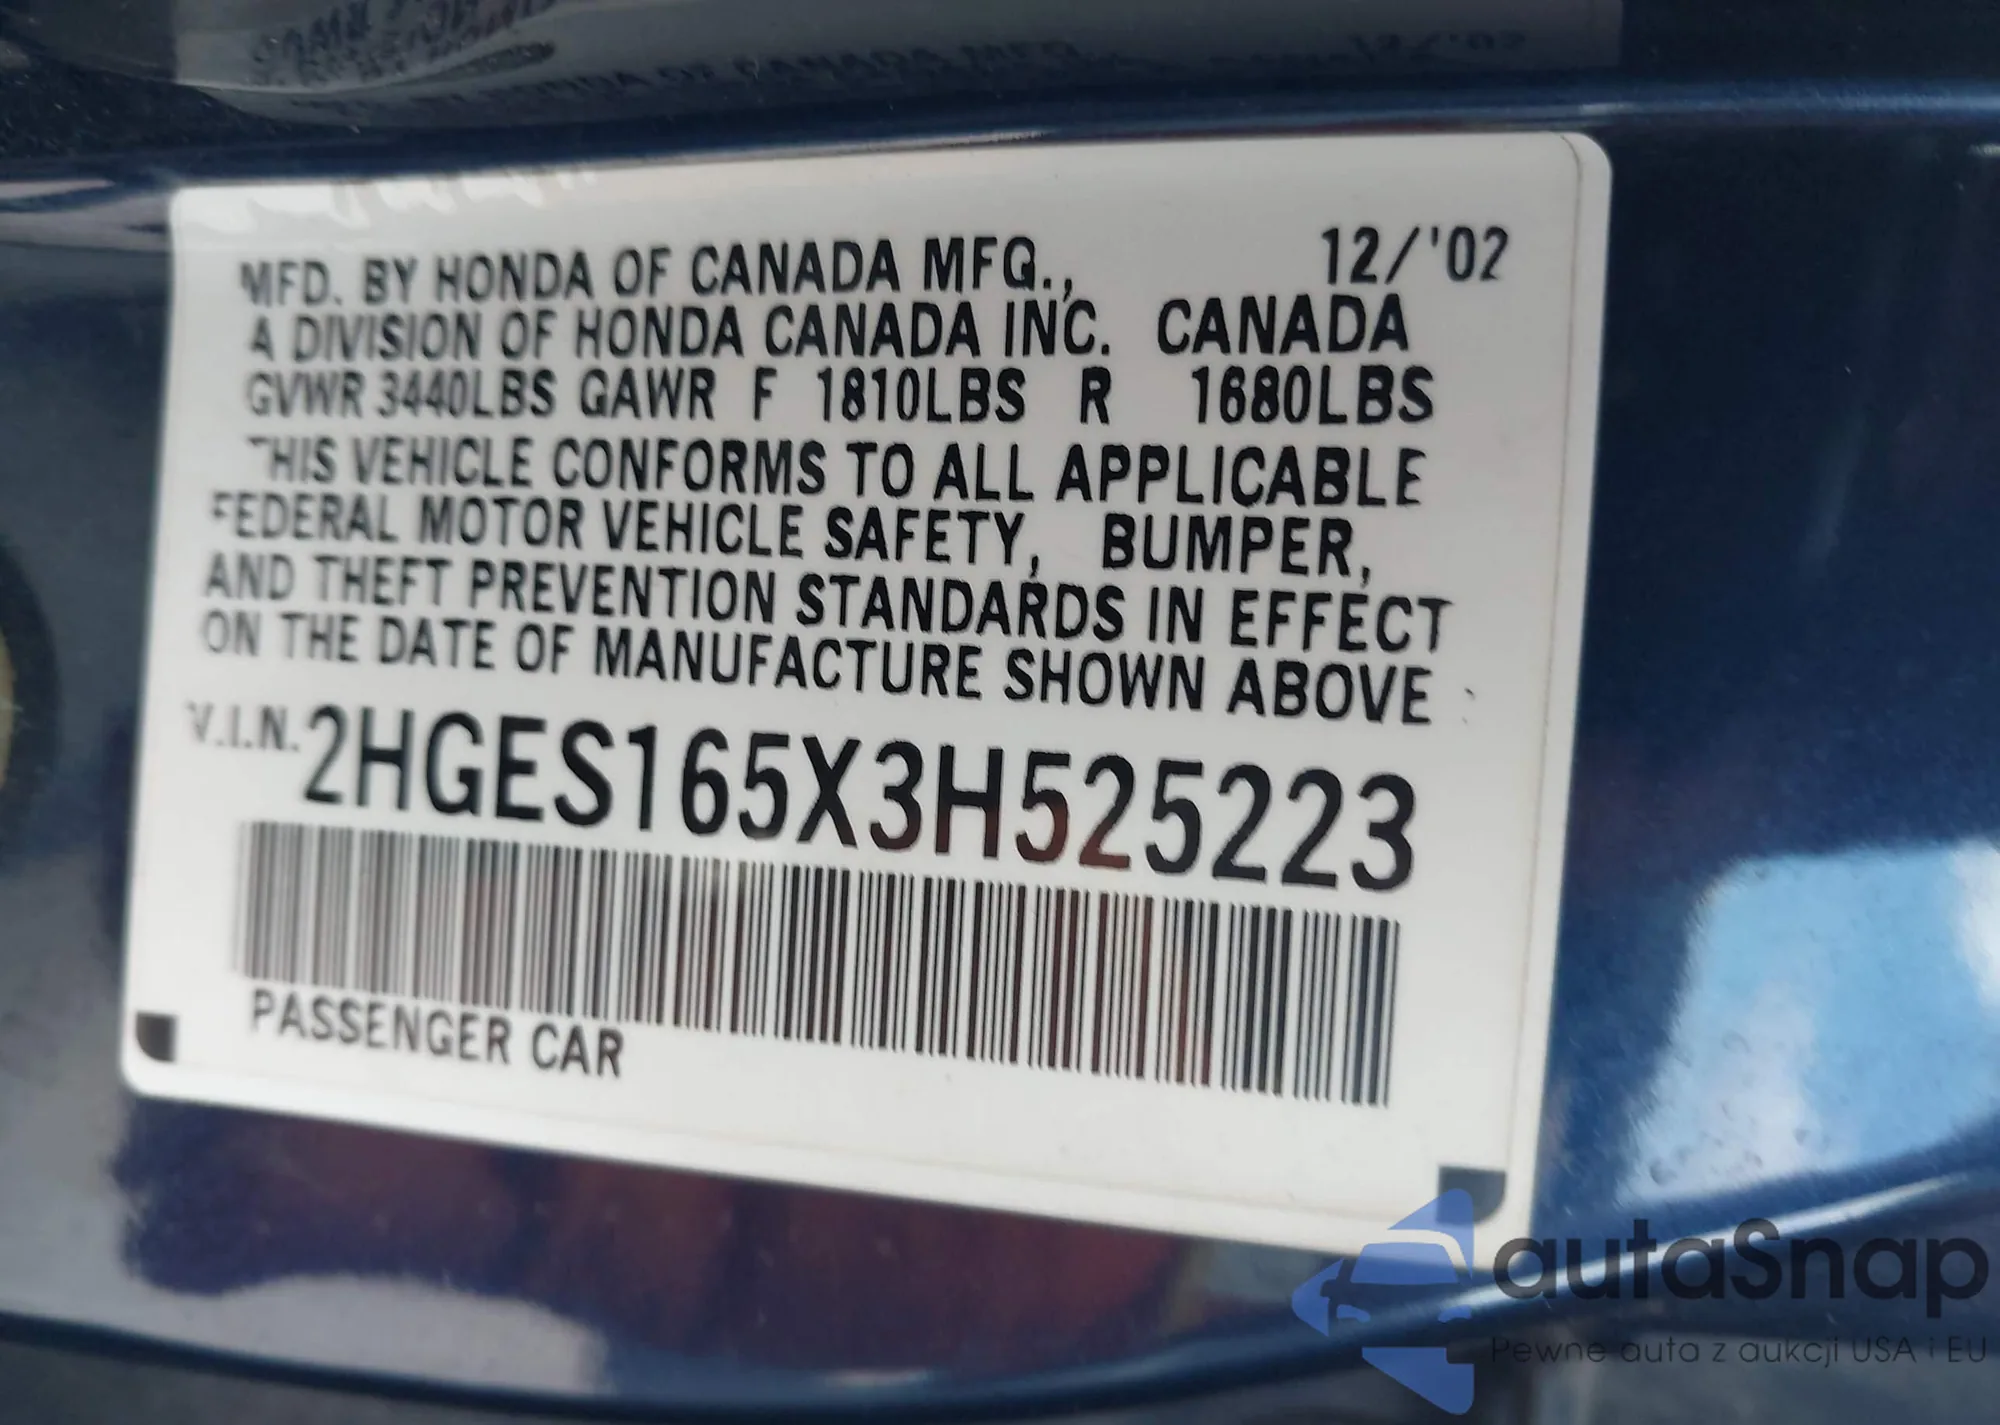 MFD. BY HONDA OF CANADA MFG., 12/'02
A DIVISION OF HONDA CANADA INC. CANADA
GVWR 3440LBS GAWR F 1810LBS R 1680LBS
THIS VEHICLE CONFORMS TO ALL APPLICABLE
FEDERAL MOTOR VEHICLE SAFETY, BUMPER,
AND THEFT PREVENTION STANDARDS IN EFFECT
ON THE DATE OF MANUFACTURE SHOWN ABOVE
V.I.N. 2HGES165X3H525223
PASSENGER CAR
autaSnap
Pewne auta z aukcji USA i EU